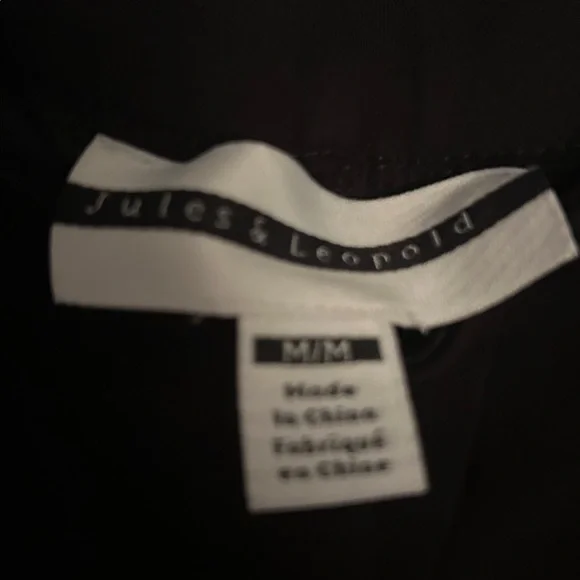 Jules & Leopold
M/M
Made
In China
Fabriqué
en Chine